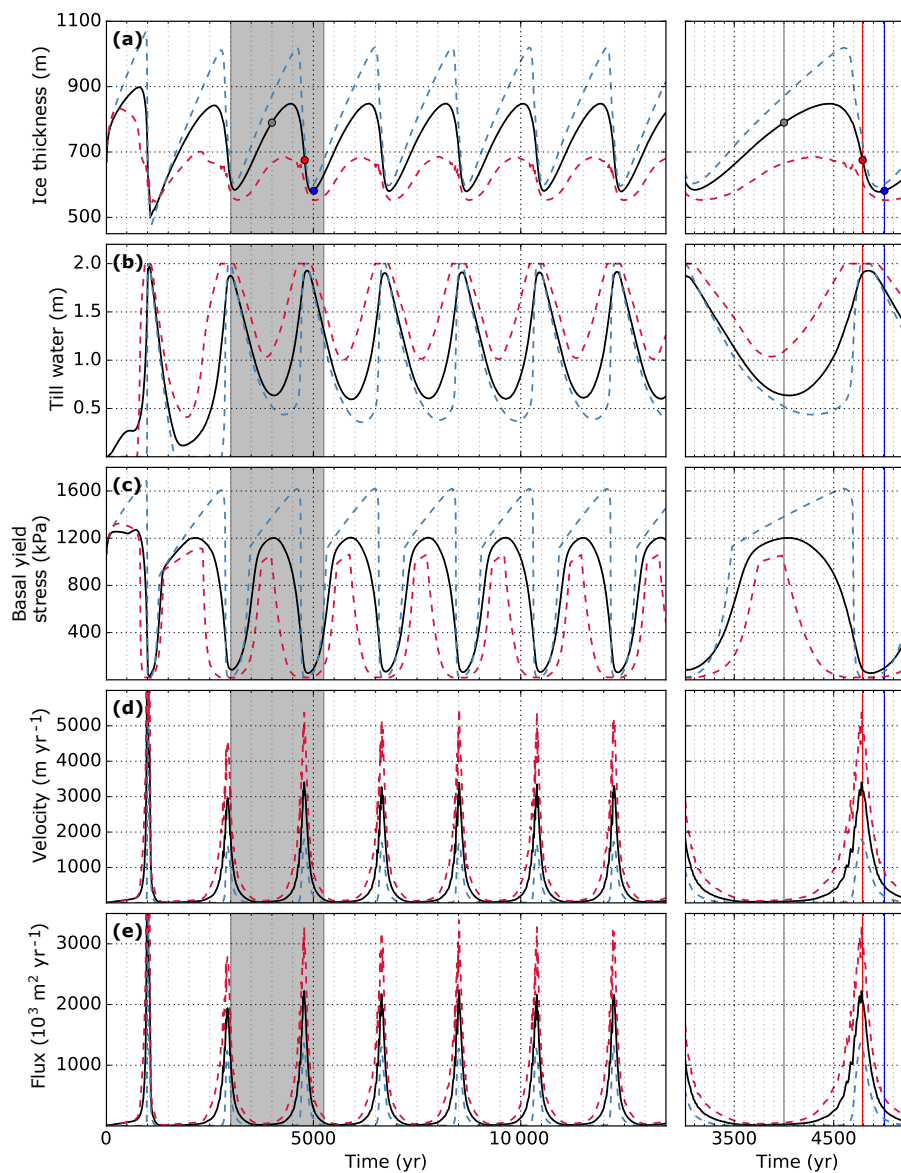 (a)
1100
900
700
500
Ice thickness (m)
(b)
2.0
1.5
1.0
0.5
Till water (m)
(c)
1600
1200
800
400
Basal yield
stress (kPa)
(d)
5000
4000
3000
2000
1000
Velocity (m yr⁻¹)
(e)
3000
2000
1000
Flux (10³ m² yr⁻¹)
0 5000 10000 3500 4500
Time (yr) Time (yr)